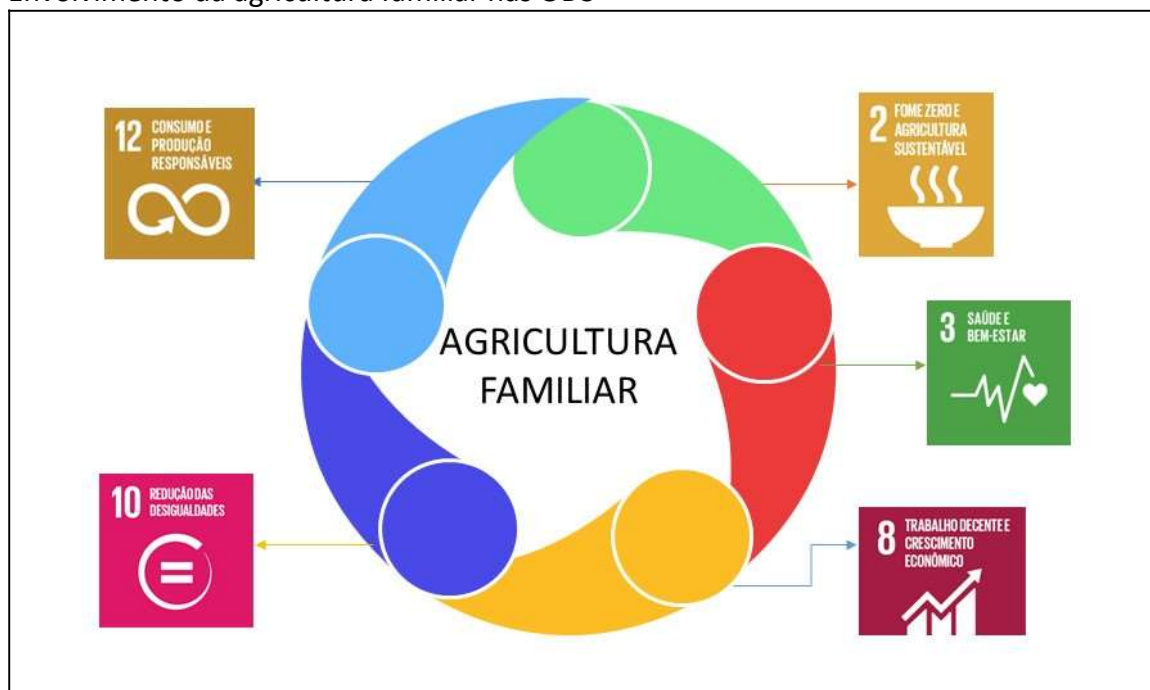 12 CONSUMO E
PRODUÇÃO
RESPONSÁVEIS
2 FOME ZERO E
AGRICULTURA
SUSTENTÁVEL
3 SAÚDE E
BEM-ESTAR
AGRICULTURA
FAMILIAR
10 REDUÇÃO DAS
DESIGUALDADES
8 TRABALHO DECENTE E
CRESCIMENTO
ECONÔMICO